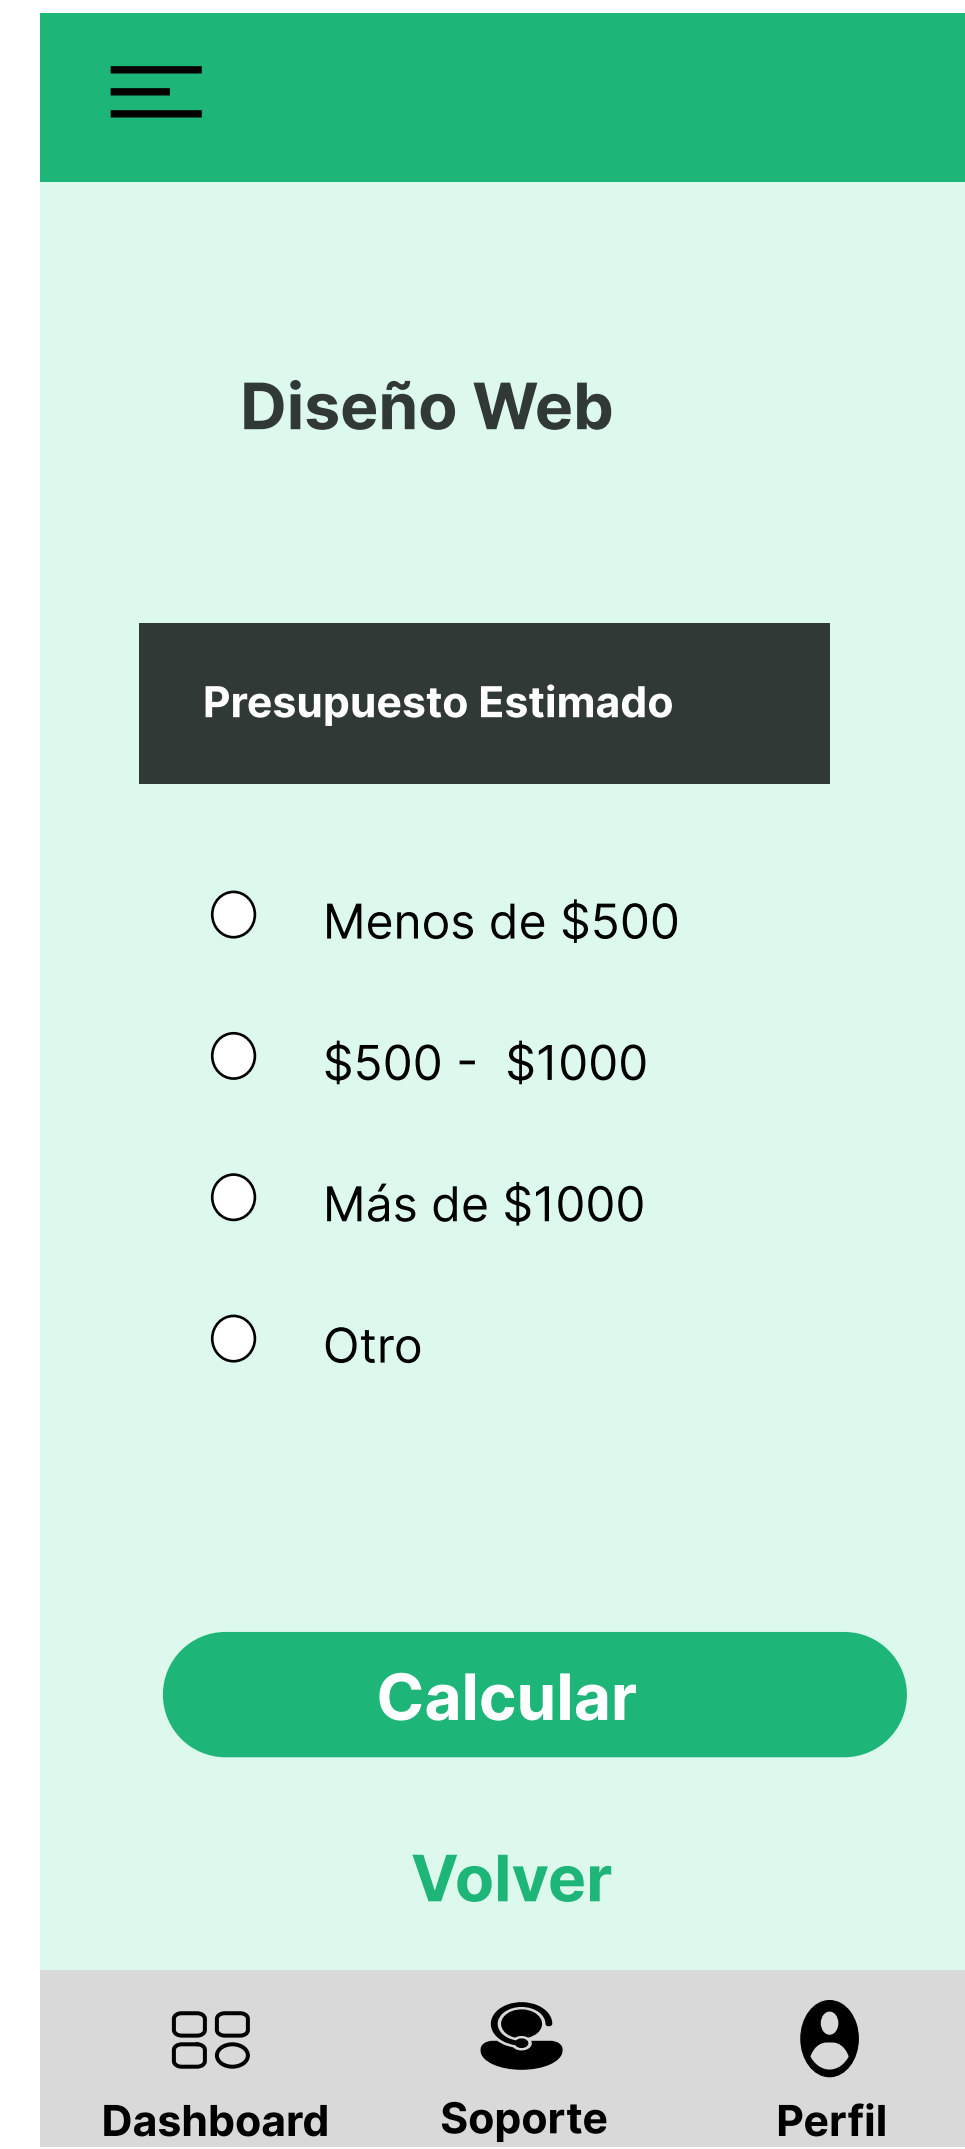 Diseño Web
Presupuesto Estimado
Menos de $500
$500 -  $1000
Más de $1000
Otro
Calcular
Volver
Dashboard
Soporte
Perfil